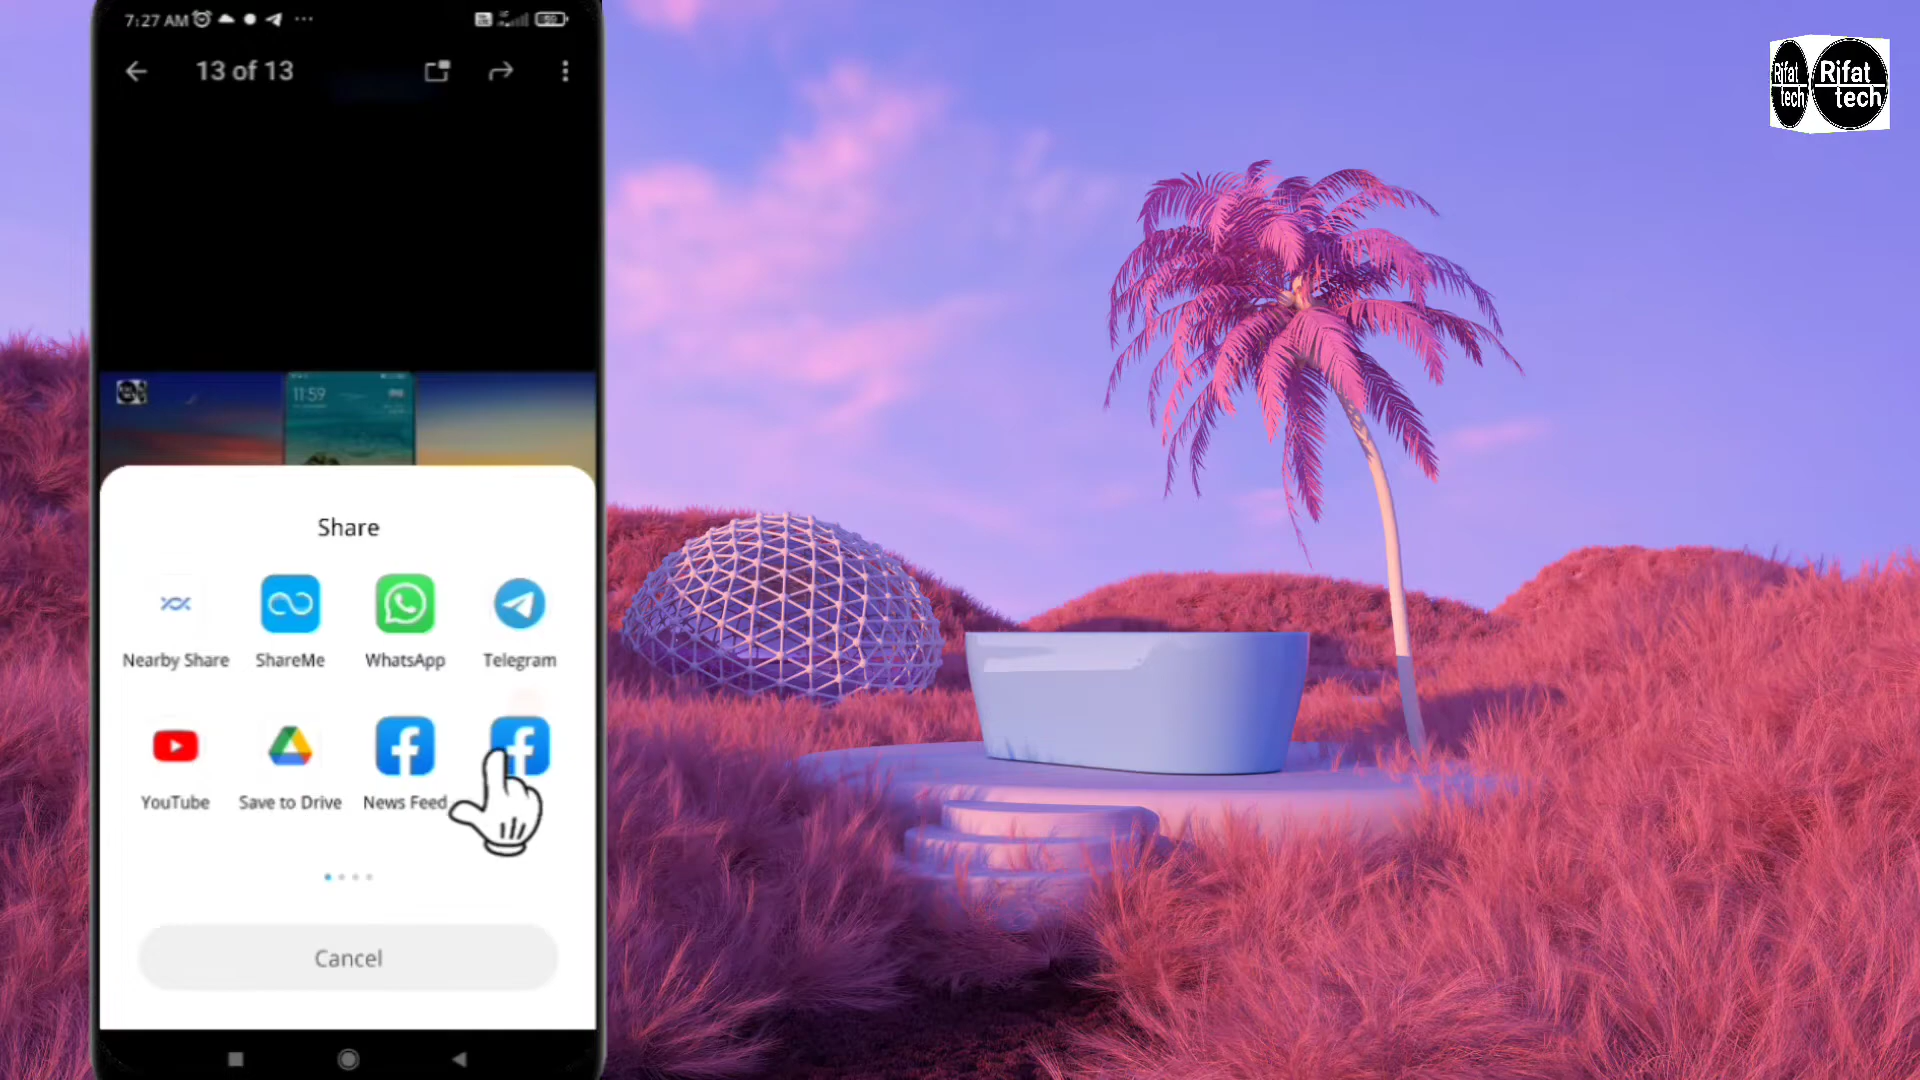 7:27 AM
13 of 13
11:59
Share
Nearby Share
ShareMe
WhatsApp
Telegram
YouTube
Save to Drive
News Feed
Cancel
Rifat
tech
Rifat
tech